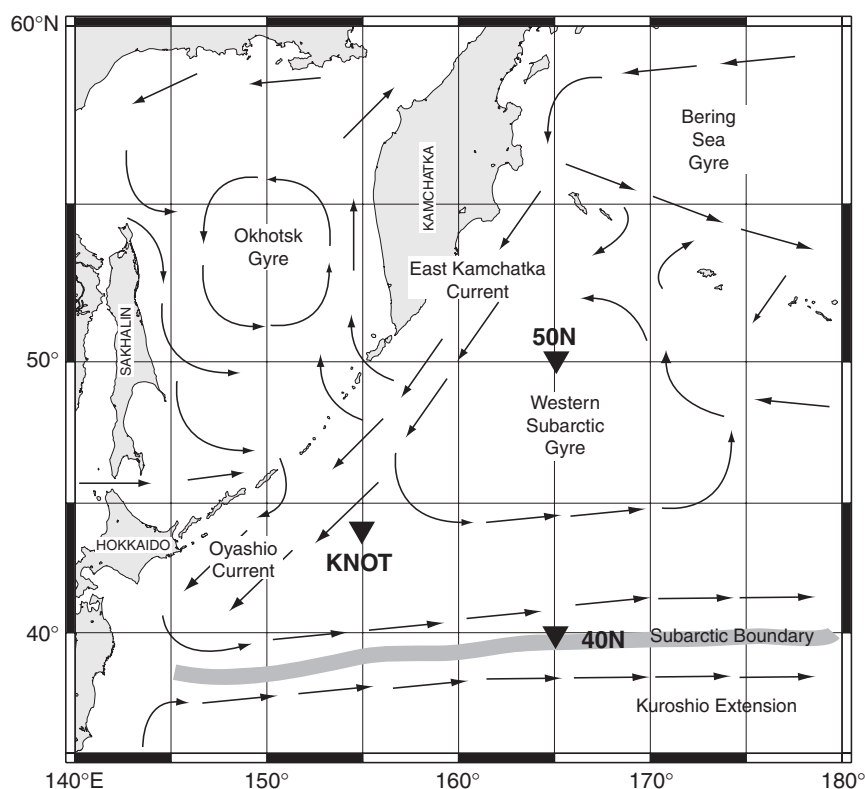 60°N
Bering
Sea
Gyre
KAMCHATKA
Okhotsk
Gyre
East Kamchatka
Current
SAKHALIN
50N
50°
Western
Subarctic
Gyre
HOKKAIDO
Oyashio
Current
KNOT
40°
40N
Subarctic Boundary
Kuroshio Extension
140°E
150°
160°
170°
180°